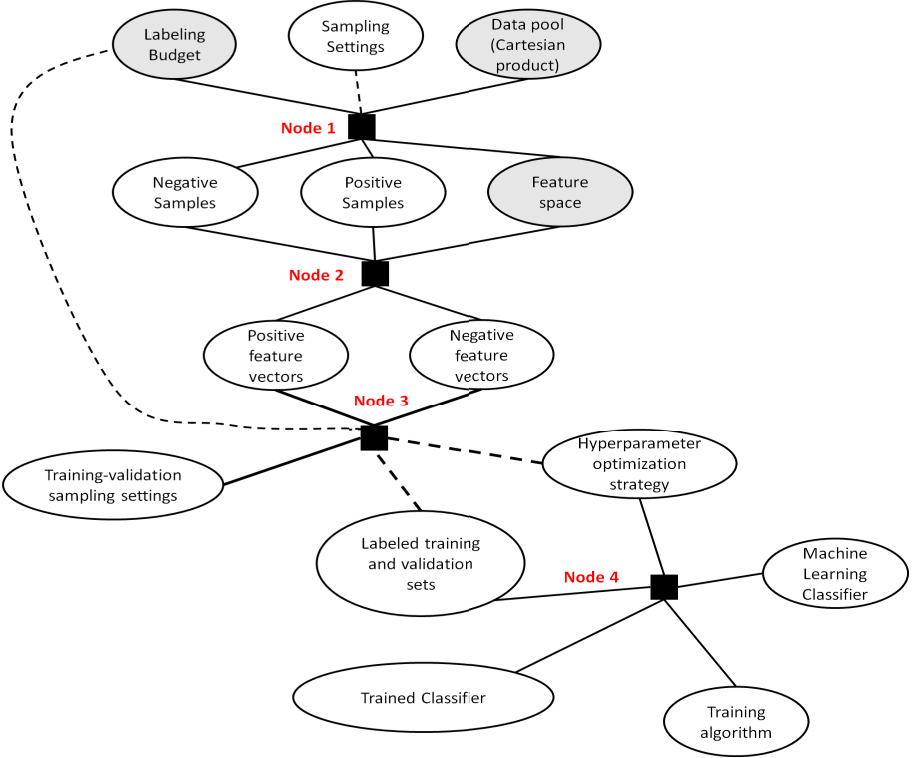 Labeling
Budget
Sampling
Settings
Data pool
(Cartesian
product)
Node 1
Negative
Samples
Positive
Samples
Feature
space
Node 2
Positive
feature
vectors
Negative
feature
vectors
Node 3
Training-validation
sampling settings
Hyperparameter
optimization
strategy
Labeled training
and validation
sets
Node 4
Machine
Learning
Classifier
Trained Classifier
Training
algorithm